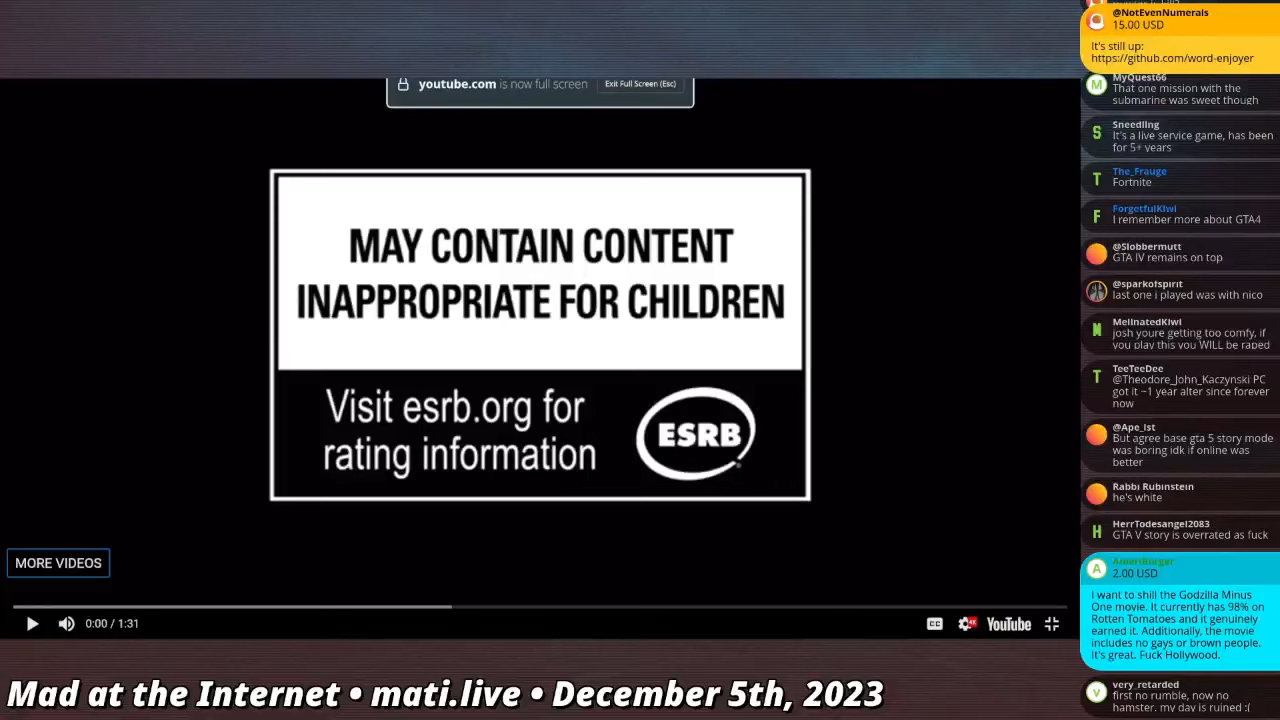 youtube.com is now full screen
Exit Full Screen (Esc)
MAY CONTAIN CONTENT
INAPPROPRIATE FOR CHILDREN
Visit esrb.org for
rating information
ESRB
MORE VIDEOS
0:00 / 1:31
CC
4K
YouTube
Mad at the Internet • mati.live • December 5th, 2023
@NotEvenNumerals
15.00 USD
It's still up:
https://github.com/word-enjoyer
M
MyQuest66
That one mission with the
submarine was sweet though
S
Sneedling
It's a live service game, has been
for 5+ years
T
The_Frauge
Fortnite
F
ForgetfulKiwi
I remember more about GTA4
@Slobbermutt
GTA IV remains on top
@sparkofspirit
last one i played was with nico
M
MelinatedKiwi
josh youre getting too comfy, if
you play this you WILL be raped
T
TeeTeeDee
@Theodore_John_Kaczynski PC
got it ~1 year alter since forever
now
@Ape_Ist
But agree base gta 5 story mode
was boring idk if online was
better
Rabbi Rubinstein
he's white
H
HerrTodesangel2083
GTA V story is overrated as fuck
A
2.00 USD
I want to shill the Godzilla Minus
One movie. It currently has 98% on
Rotten Tomatoes and it genuinely
earned it. Additionally, the movie
includes no gays or brown people.
It's great. Fuck Hollywood.
V
very_retarded
first no rumble, now no
hamster. my day is ruined :(